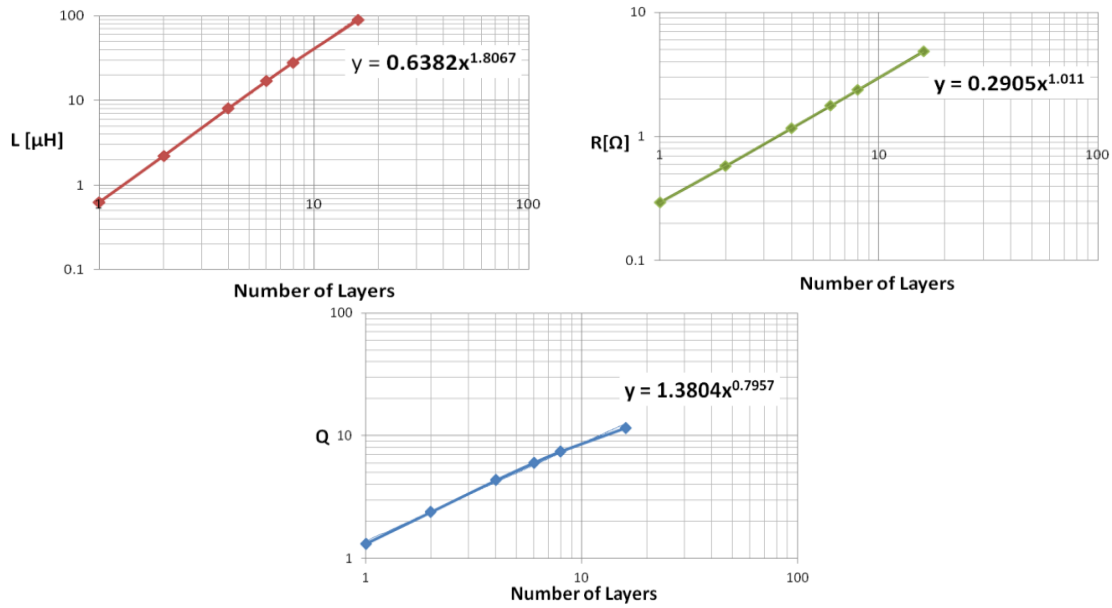 100
10
1
0.1
L [µH]
y = 0.6382x^1.8067
1
10
100
Number of Layers
10
1
0.1
R[Ω]
y = 0.2905x^1.011
1
10
100
Number of Layers
100
10
1
Q
y = 1.3804x^0.7957
1
10
100
Number of Layers